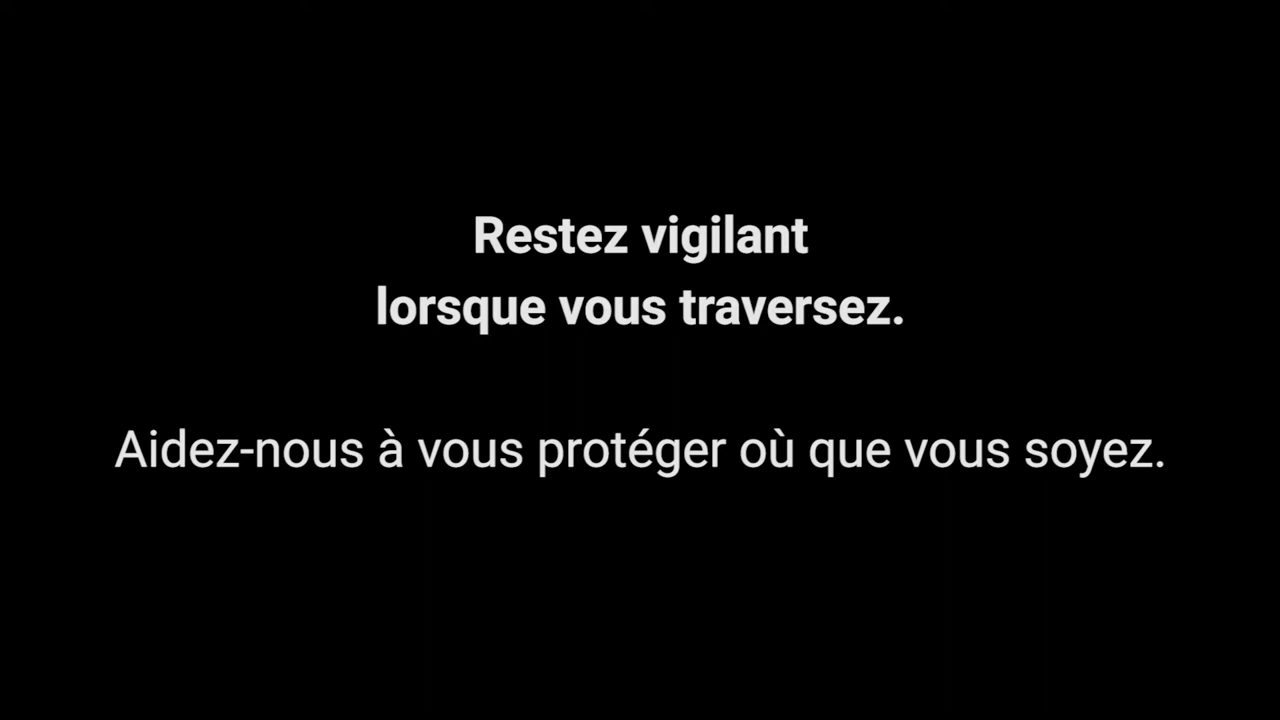 Restez vigilant
lorsque vous traversez.
Aidez-nous à vous protéger où que vous soyez.